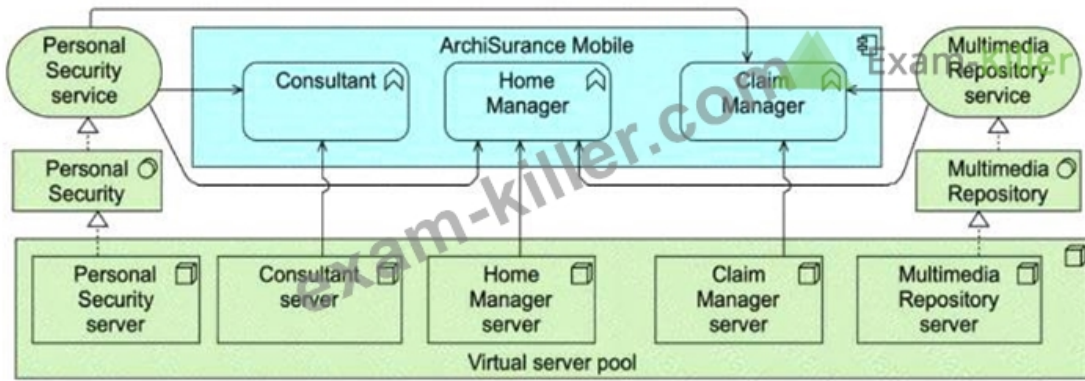 Personal
Security
service
ArchiSurance Mobile
Exam-Killer
Multimedia
Repository
service
Consultant
Home
Manager
Claim
Manager
exam-killer.com
Personal
Security
Multimedia
Repository
Personal
Security
server
Consultant
server
Home
Manager
server
Claim
Manager
server
Multimedia
Repository
server
Virtual server pool